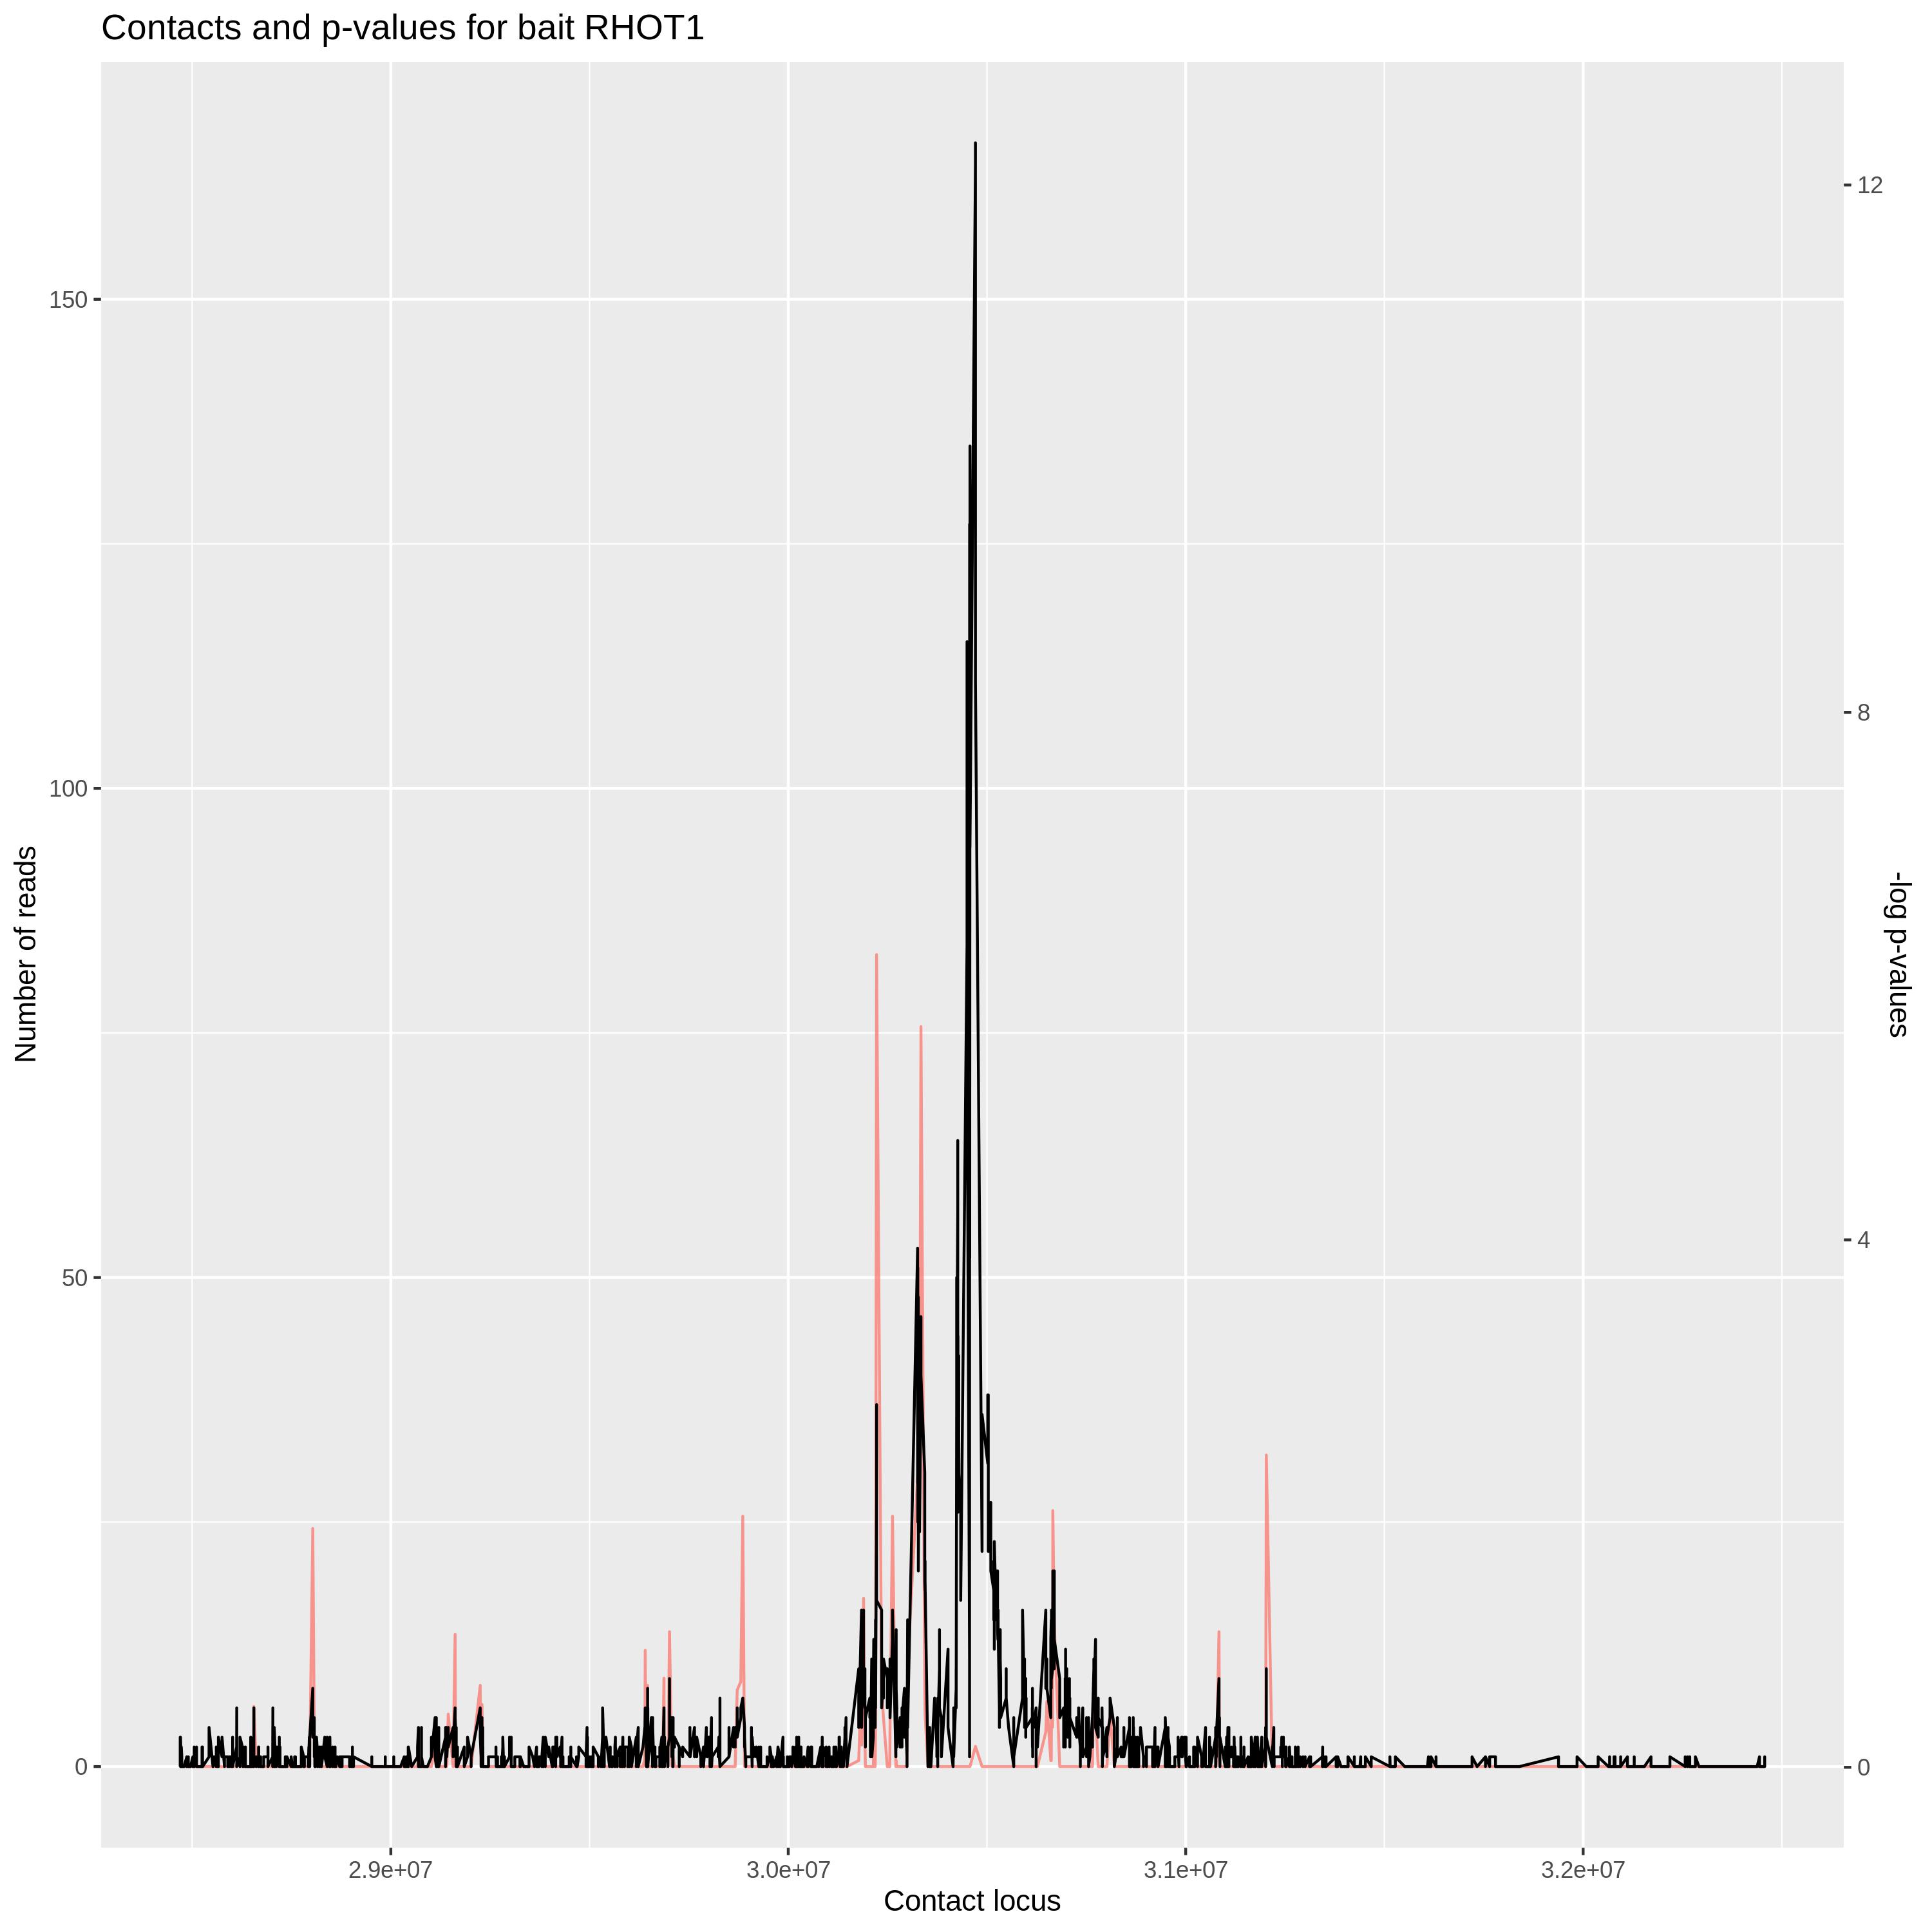 Contacts and p-values for bait RHOT1
12
150
8
100
Number of reads
-log p-values
4
50
0
0
2.9e+07
3.0e+07
3.1e+07
3.2e+07
Contact locus